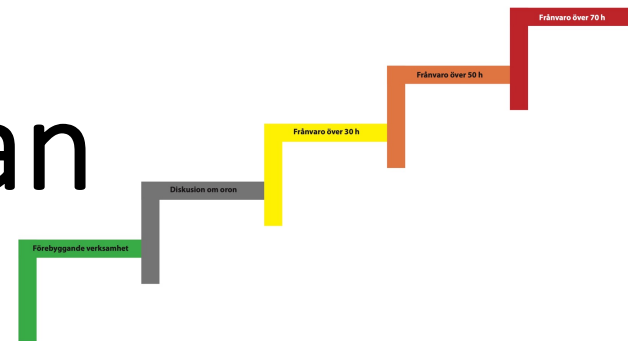 Frånvaro över 70 h
Frånvaro över 50 h
an
Frånvaro över 30 h
Diskusion om oron
Förebyggande verksamhet